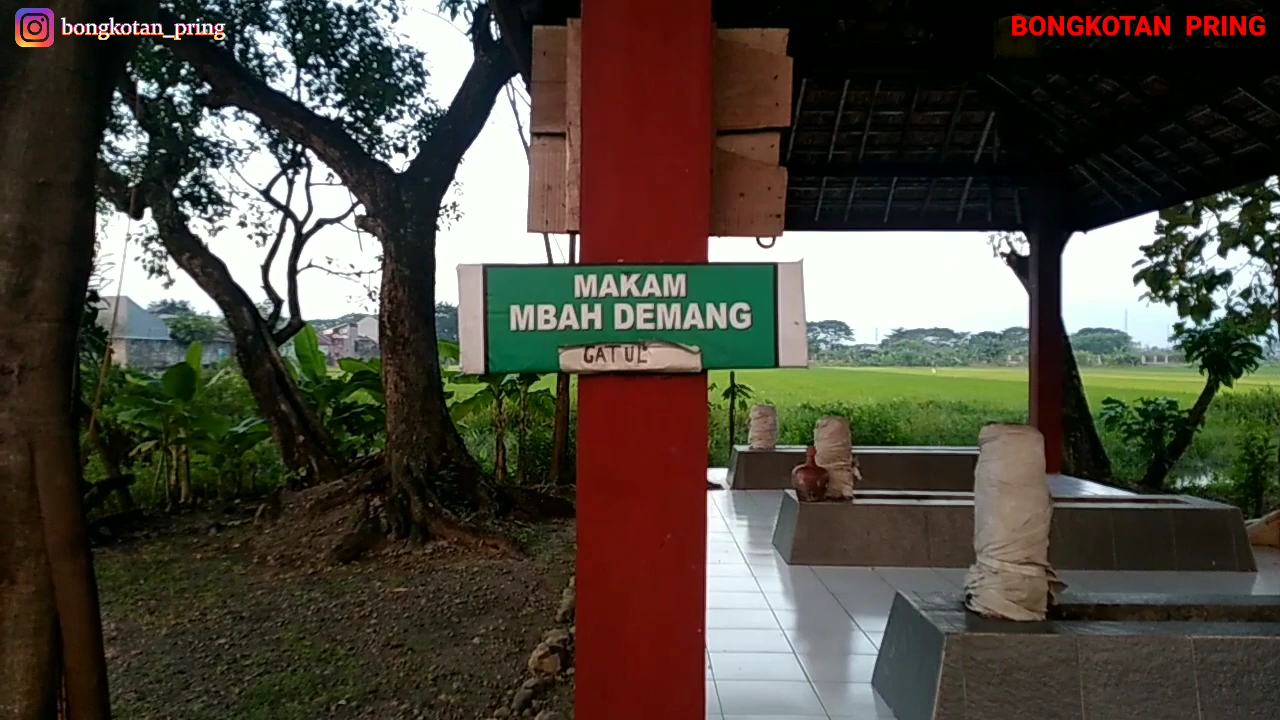 bongkotan_pring
BONGKOTAN PRING
MAKAM
MBAH DEMANG
GATUL